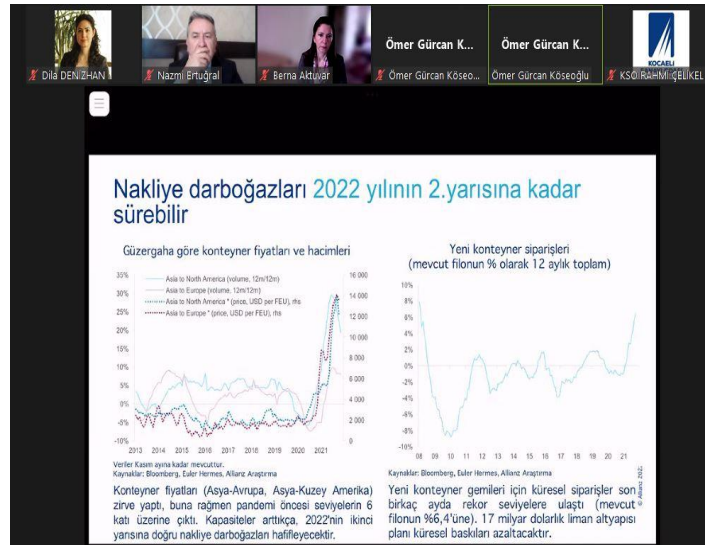 Ömer Gürcan K...
Ömer Gürcan K...
KOCAELİ
Dila DENİZHAN
Nazmi Ertuğral
Berna Aktuvar
Ömer Gürcan Köseo...
Ömer Gürcan Köseoğlu
KSO RAHMİ ÇELİKEL
Nakliye darboğazları 2022 yılının 2.yarısına kadar
sürebilir
Güzergaha göre konteyner fiyatları ve hacimleri
35%
30%
25%
20%
15%
10%
5%
0%
-5%
-10%
Asia to North America (volume, 12m/12m)
Asia to Europe (volume, 12m/12m)
Asia to North America * (price, USD per FEU), rhs
Asia to Europe * (price, USD per FEU), rhs
16 000
14 000
12 000
10 000
8 000
6 000
4 000
2 000
0
2013 2014 2015 2016 2017 2018 2019 2020 2021
Veriler Kasım ayına kadar mevcuttur.
Kaynaklar: Bloomberg, Euler Hermes, Allianz Araştırma
Konteyner fiyatları (Asya-Avrupa, Asya-Kuzey Amerika)
zirve yaptı, buna rağmen pandemi öncesi seviyelerin 6
katı üzerine çıktı. Kapasiteler arttıkça, 2022'nin ikinci
yarısına doğru nakliye darboğazları hafifleyecektir.
Yeni konteyner siparişleri
(mevcut filonun % olarak 12 aylık toplam)
10%
8%
6%
4%
2%
0%
-2%
-4%
-6%
-8%
-10%
08 09 10 11 12 13 14 15 16 17 18 19 20 21
Kaynaklar: Bloomberg, Euler Hermes, Allianz Araştırma
Yeni konteyner gemileri için küresel siparişler son
birkaç ayda rekor seviyelere ulaştı (mevcut
filonun %6,4'üne). 17 milyar dolarlık liman altyapısı
planı küresel baskıları azaltacaktır.
© Allianz